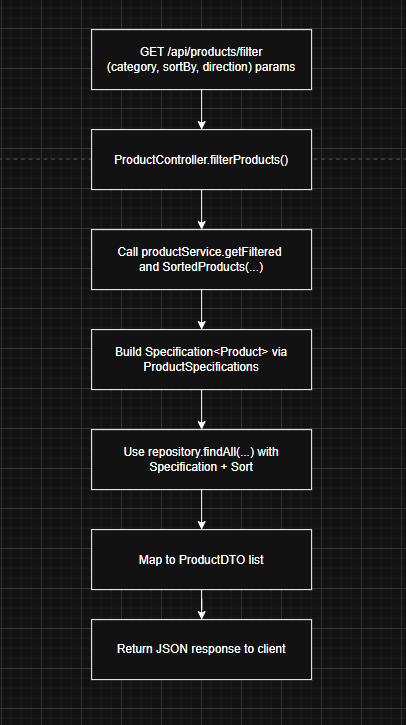 GET /api/products/filter
(category, sortBy, direction) params
ProductController.filterProducts()
Call productService.getFiltered
and SortedProducts(...)
Build Specification<Product> via
ProductSpecifications
Use repository.findAll(...) with
Specification + Sort
Map to ProductDTO list
Return JSON response to client